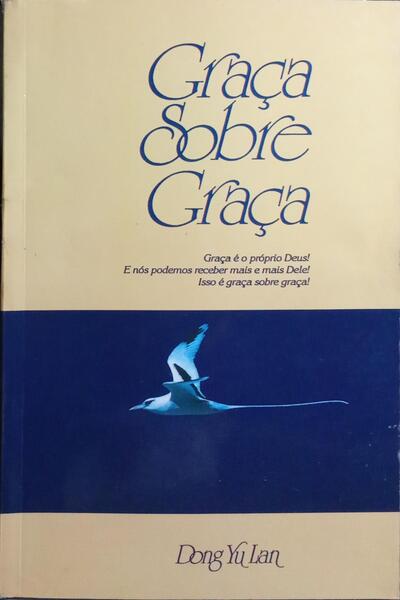 Graça
Sobre
Graça
Graça é o próprio Deus!
E nós podemos receber mais e mais Dele!
Isso é graça sobre graça!
Dong Yu Lan